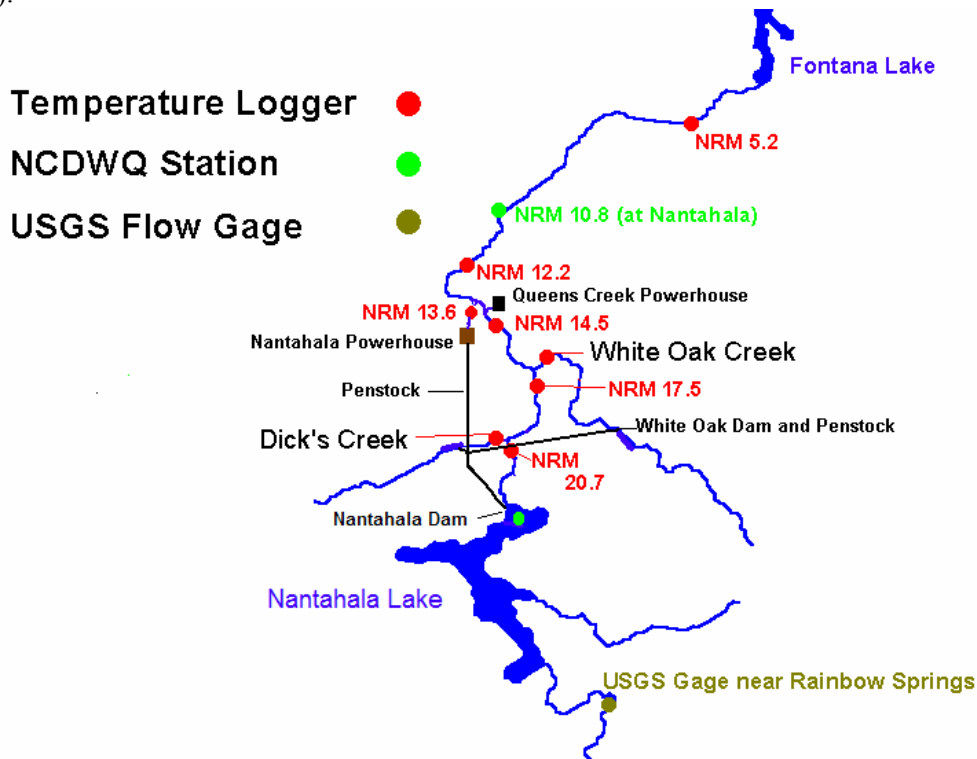 ):
Fontana Lake
Temperature Logger
NRM 5.2
NCDWQ Station
USGS Flow Gage
NRM 10.8 (at Nantahala)
NRM 12.2
Queens Creek Powerhouse
NRM 13.6
NRM 14.5
Nantahala Powerhouse
White Oak Creek
Penstock
NRM 17.5
White Oak Dam and Penstock
Dick's Creek
NRM
20.7
Nantahala Dam
Nantahala Lake
USGS Gage near Rainbow Springs